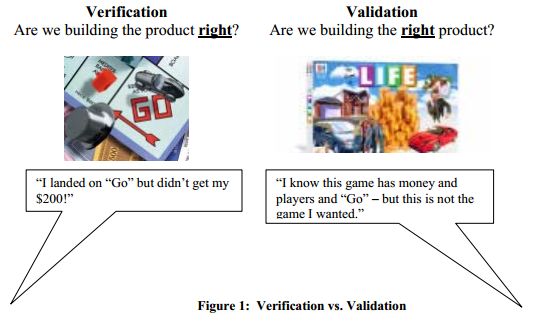 Verification
Are we building the product right?
Validation
Are we building the right product?
GO
LIFE
“I landed on “Go” but didn’t get my
$200!”
“I know this game has money and
players and “Go” – but this is not the
game I wanted.”
Figure 1: Verification vs. Validation